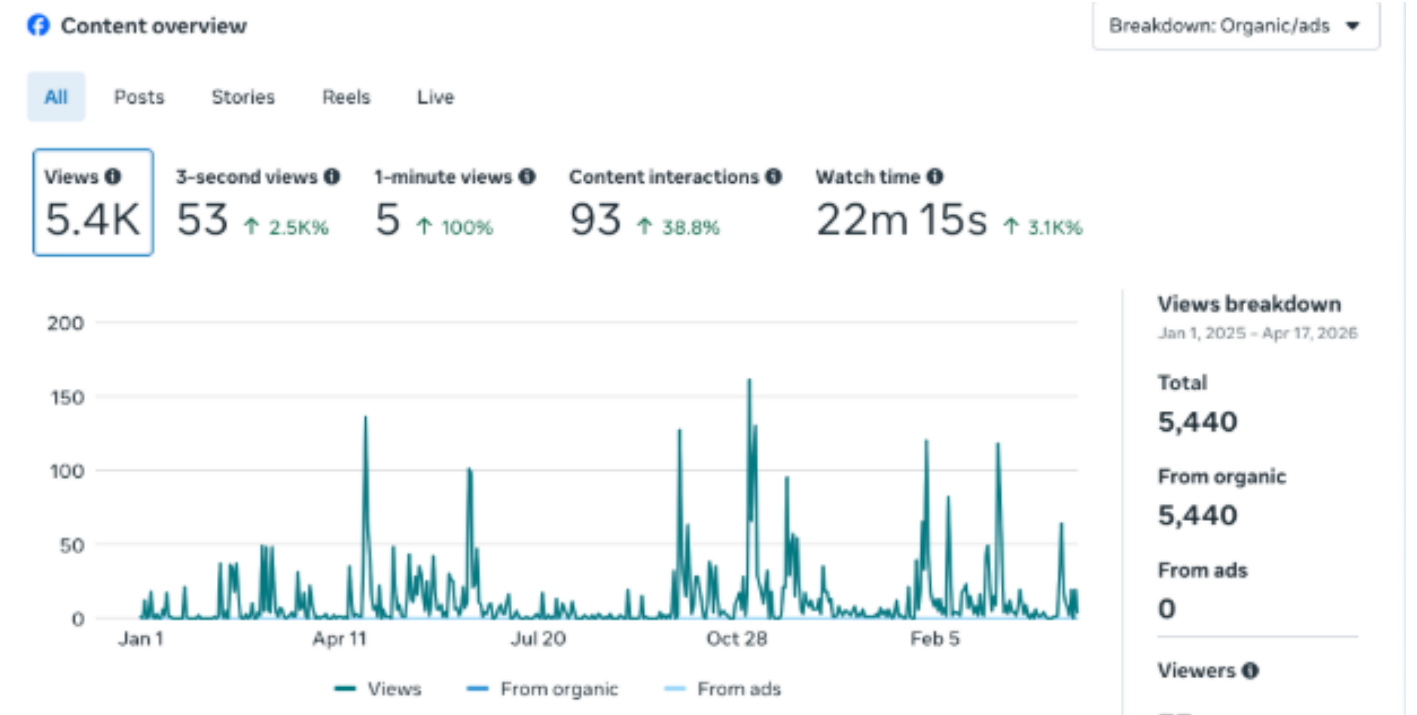 Content overview
Breakdown: Organic/ads
All Posts Stories Reels Live
Views 3-second views 1-minute views Content interactions Watch time
5.4K 53 ↑ 2.5K% 5 ↑ 100% 93 ↑ 38.8% 22m 15s ↑ 3.1K%
200
150
100
50
0
Jan 1 Apr 11 Jul 20 Oct 28 Feb 5
Views From organic From ads
Views breakdown
Jan 1, 2025 – Apr 17, 2026
Total
5,440
From organic
5,440
From ads
0
Viewers